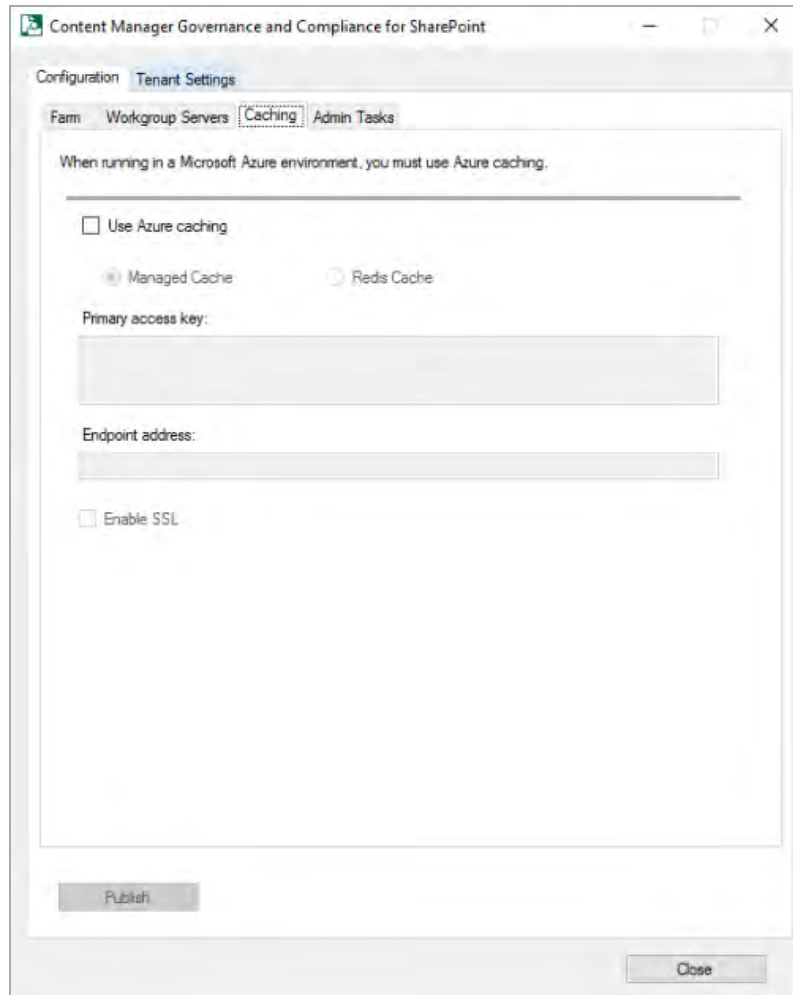 Content Manager Governance and Compliance for SharePoint
Configuration Tenant Settings
Farm Workgroup Servers Caching Admin Tasks
When running in a Microsoft Azure environment, you must use Azure caching.
Use Azure caching
Managed Cache Redis Cache
Primary access key:
Endpoint address:
Enable SSL
Publish
Close